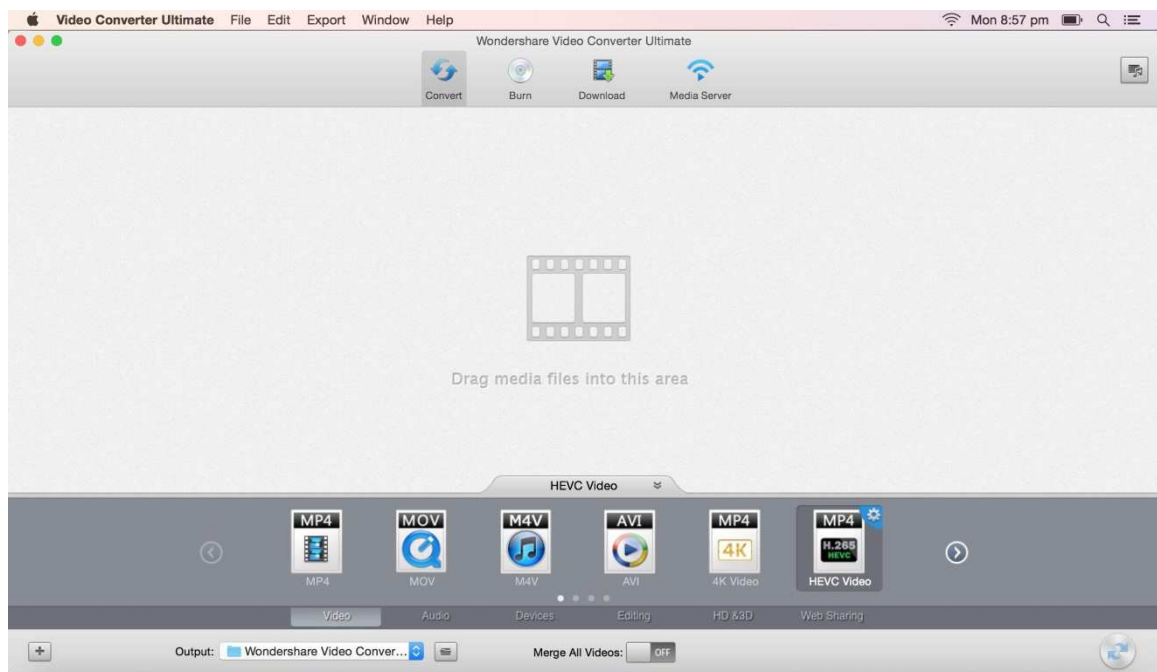 Video Converter Ultimate File Edit Export Window Help Mon 8:57 pm
Wondershare Video Converter Ultimate
Convert Burn Download Media Server
Drag media files into this area
HEVC Video
MP4 MOV M4V AVI MP4 MP4
4K H.265
HEVC
MP4 MOV M4V AVI 4K Video HEVC Video
Video Audio Devices Editing HD &3D Web Sharing
Output: Wondershare Video Conver... Merge All Videos: OFF